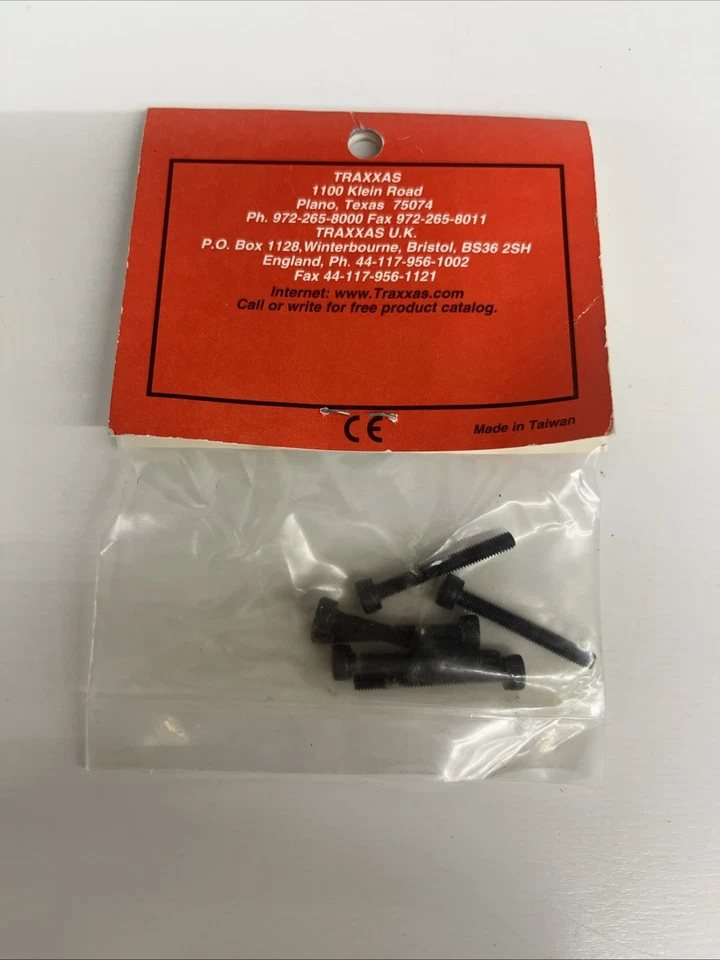 TRAXXAS
1100 Klein Road
Plano, Texas 75074
Ph. 972-265-8000 Fax 972-265-8011
TRAXXAS U.K.
P.O. Box 1128, Winterbourne, Bristol, BS36 2SH
England, Ph. 44-117-956-1002
Fax 44-117-956-1121
Internet: www.Traxxas.com
Call or write for free product catalog.
CE
Made in Taiwan